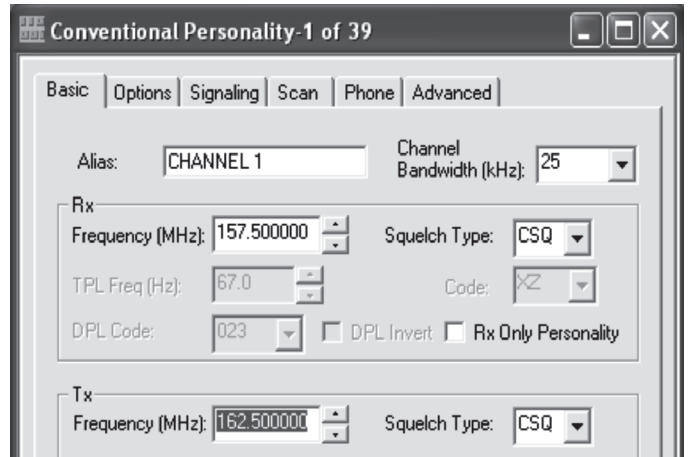 Conventional Personality-1 of 39
Basic Options Signaling Scan Phone Advanced
Alias: CHANNEL 1 Channel Bandwidth (kHz): 25
Rx
Frequency (MHz): 157.500000 Squelch Type: CSQ
TPL Freq (Hz): 67.0 Code: XZ
DPL Code: 023 DPL Invert Rx Only Personality
Tx
Frequency (MHz): 162.500000 Squelch Type: CSQ